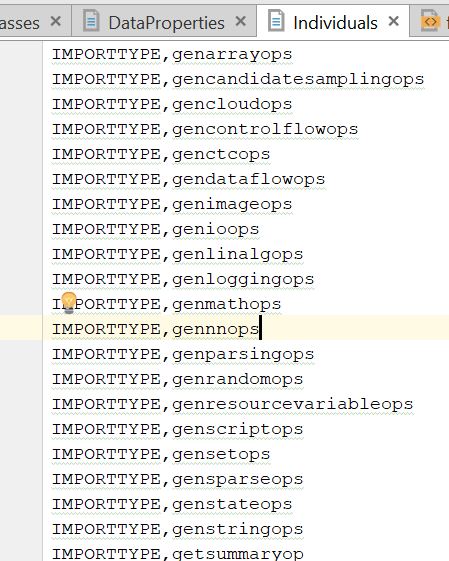 asses × DataProperties × Individuals ×
IMPORTTYPE,genarrayops
IMPORTTYPE,gencandidatesamplingops
IMPORTTYPE,gencloudops
IMPORTTYPE,gencontrolflowops
IMPORTTYPE,genctcops
IMPORTTYPE,gendataflowops
IMPORTTYPE,genimageops
IMPORTTYPE,genioops
IMPORTTYPE,genlinalgops
IMPORTTYPE,genloggingops
IMPORTTYPE,genmathops
IMPORTTYPE,gennnops
IMPORTTYPE,genparsingops
IMPORTTYPE,genrandomops
IMPORTTYPE,genresourcevariableops
IMPORTTYPE,genscriptops
IMPORTTYPE,gensetops
IMPORTTYPE,gensparseops
IMPORTTYPE,genstateops
IMPORTTYPE,genstringops
IMPORTTYPE,getsummaryop